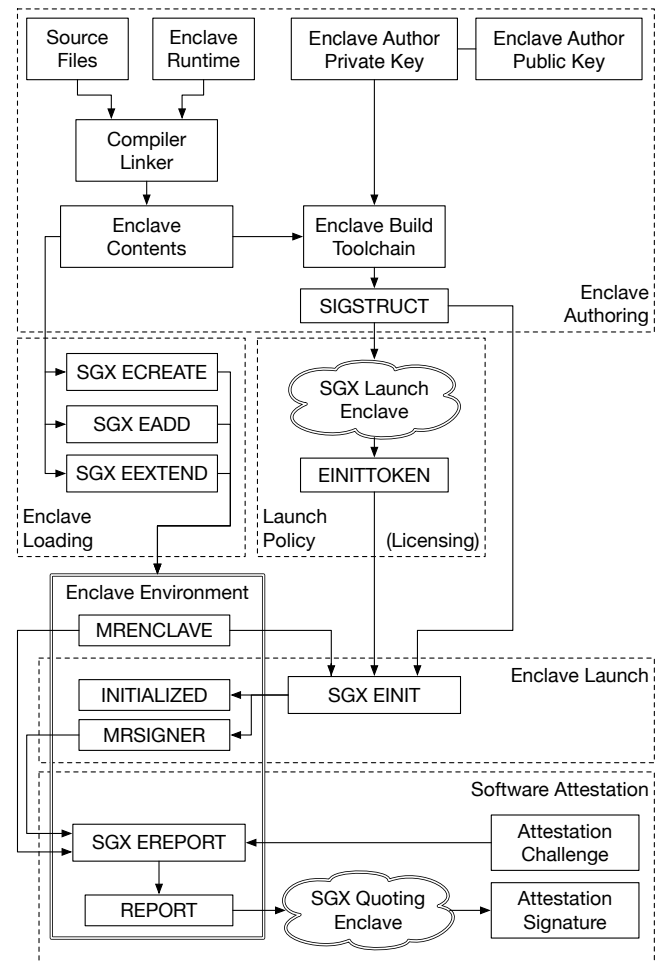 Source
Files
Enclave
Runtime
Enclave Author
Private Key
Enclave Author
Public Key
Compiler
Linker
Enclave
Contents
Enclave Build
Toolchain
SIGSTRUCT
Enclave
Authoring
SGX ECREATE
SGX EADD
SGX EEXTEND
Enclave
Loading
SGX Launch
Enclave
EINITTOKEN
Launch
Policy
(Licensing)
Enclave Environment
MRENCLAVE
Enclave Launch
INITIALIZED
SGX EINIT
MRSIGNER
Software Attestation
SGX EREPORT
Attestation
Challenge
REPORT
SGX Quoting
Enclave
Attestation
Signature